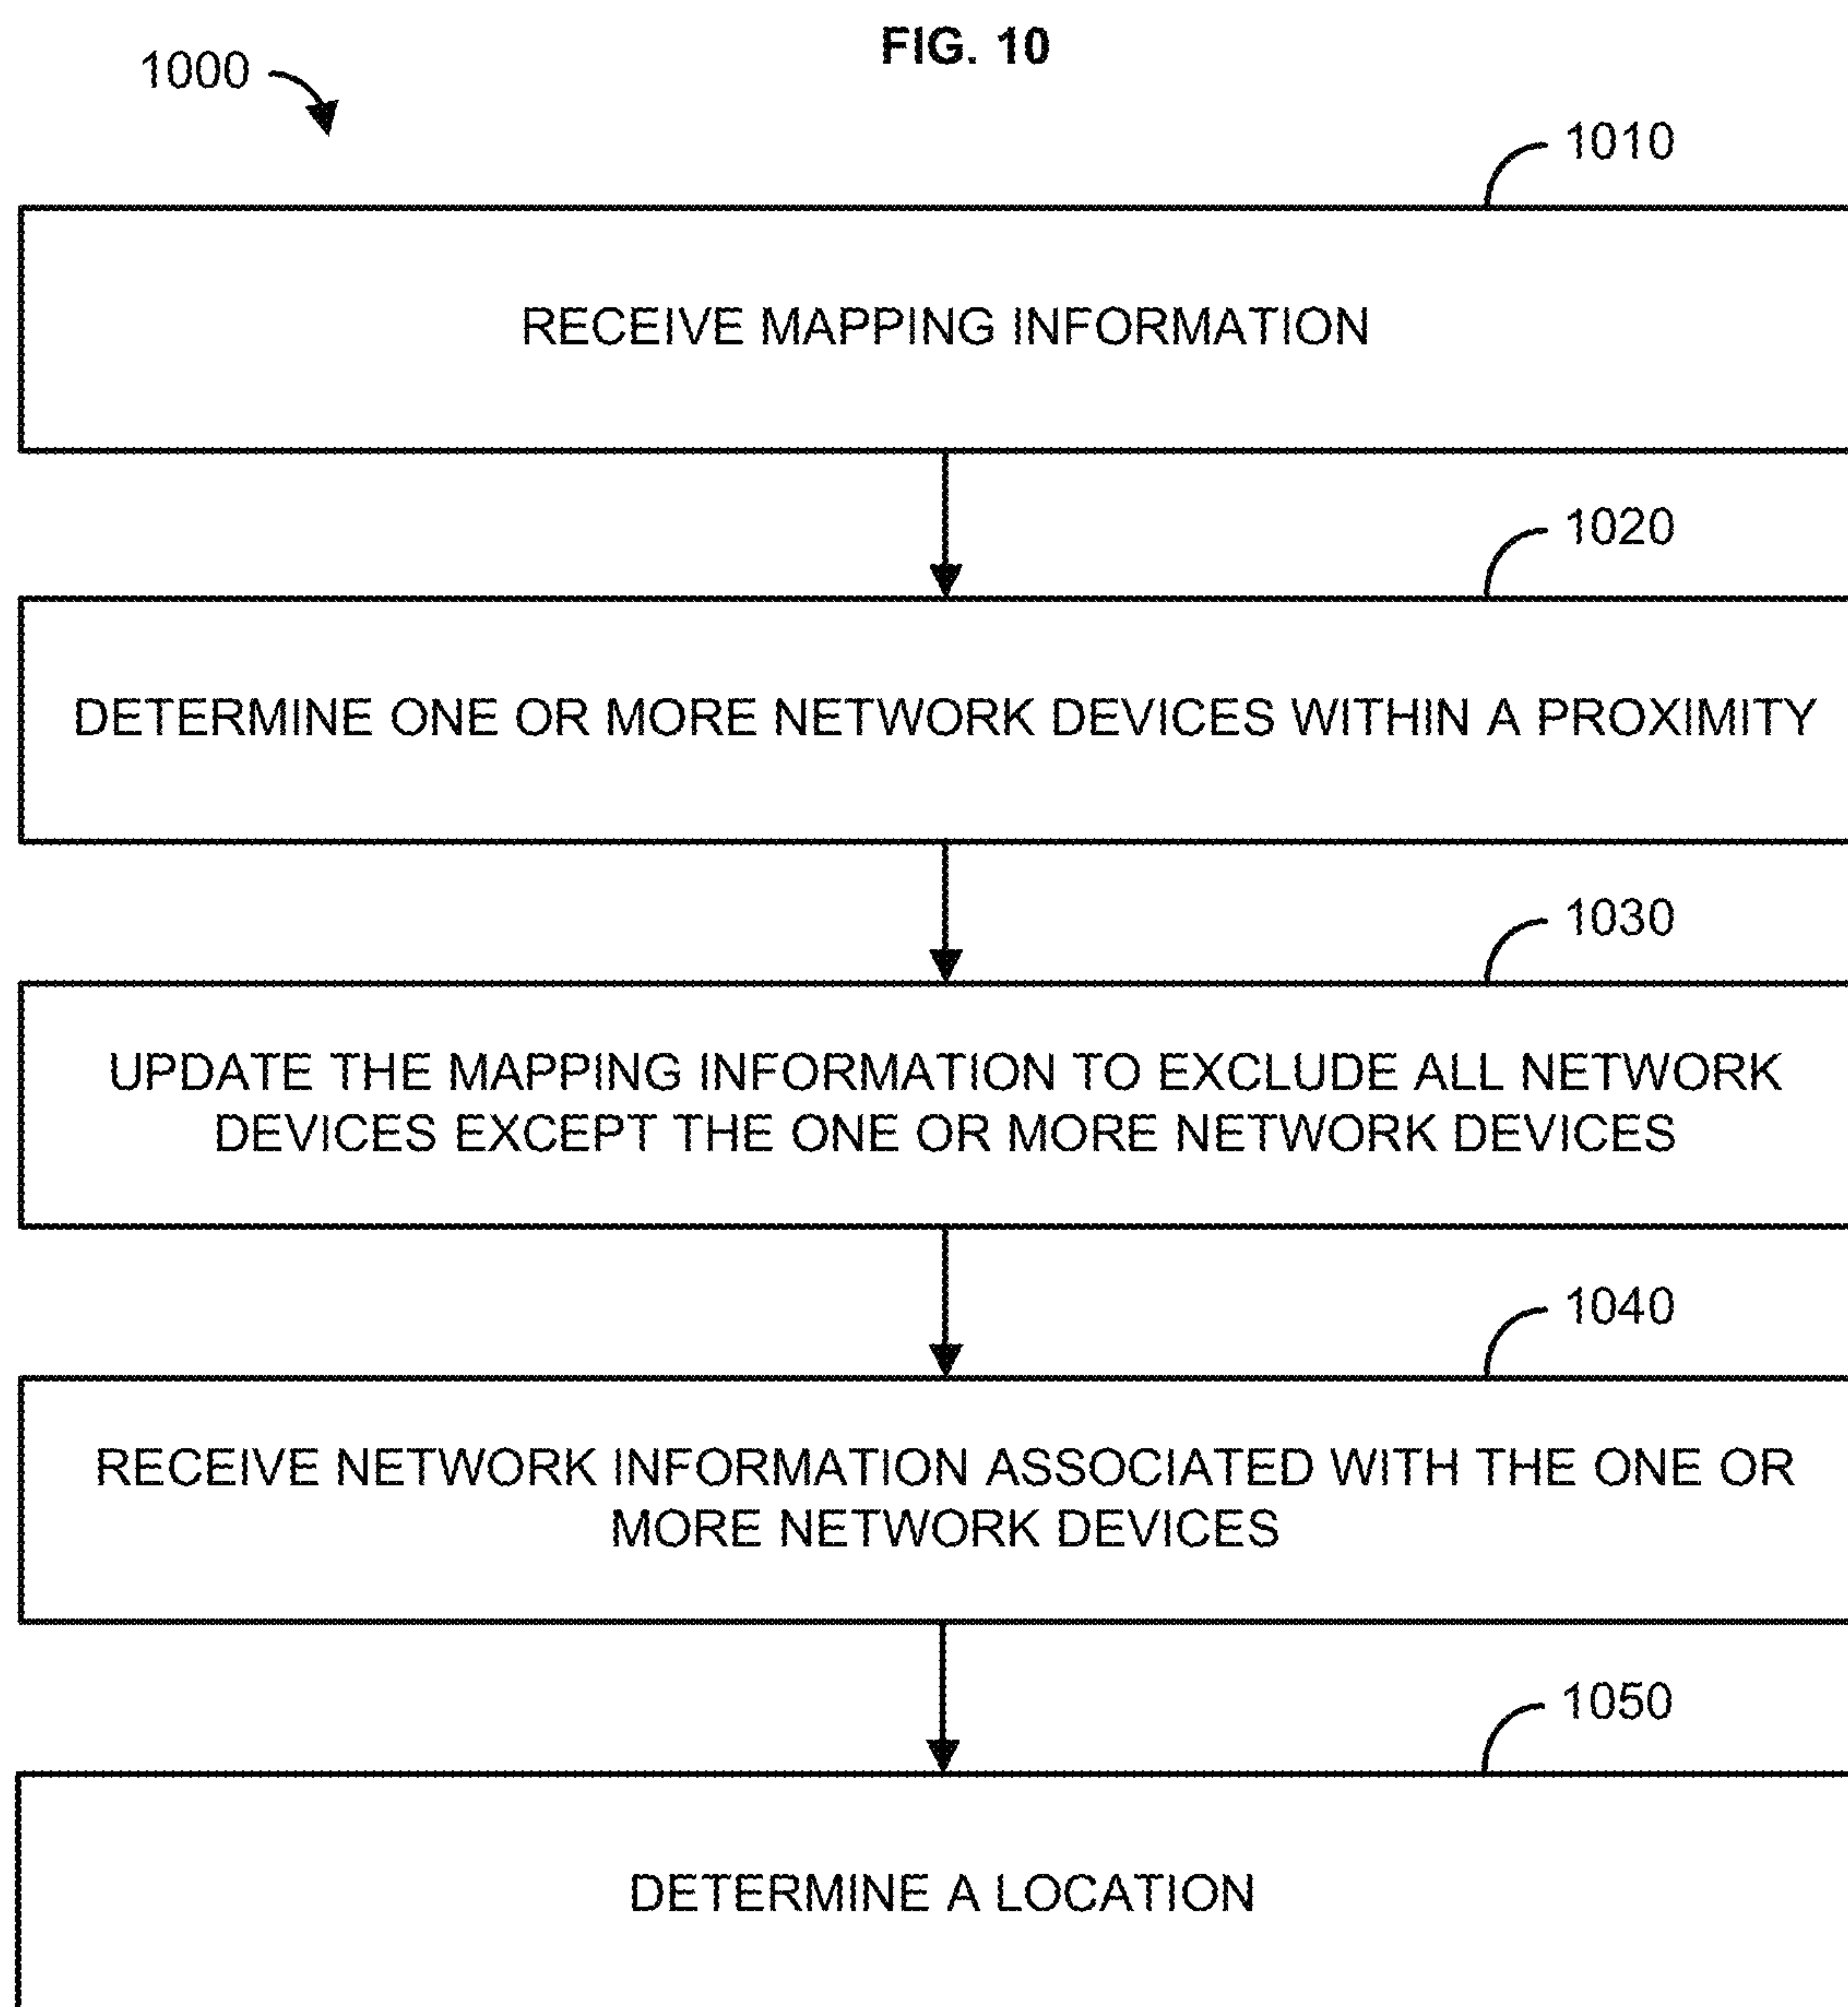 FIG. 10
1000
1010
RECEIVE MAPPING INFORMATION
1020
DETERMINE ONE OR MORE NETWORK DEVICES WITHIN A PROXIMITY
1030
UPDATE THE MAPPING INFORMATION TO EXCLUDE ALL NETWORK
DEVICES EXCEPT THE ONE OR MORE NETWORK DEVICES
1040
RECEIVE NETWORK INFORMATION ASSOCIATED WITH THE ONE OR
MORE NETWORK DEVICES
1050
DETERMINE A LOCATION